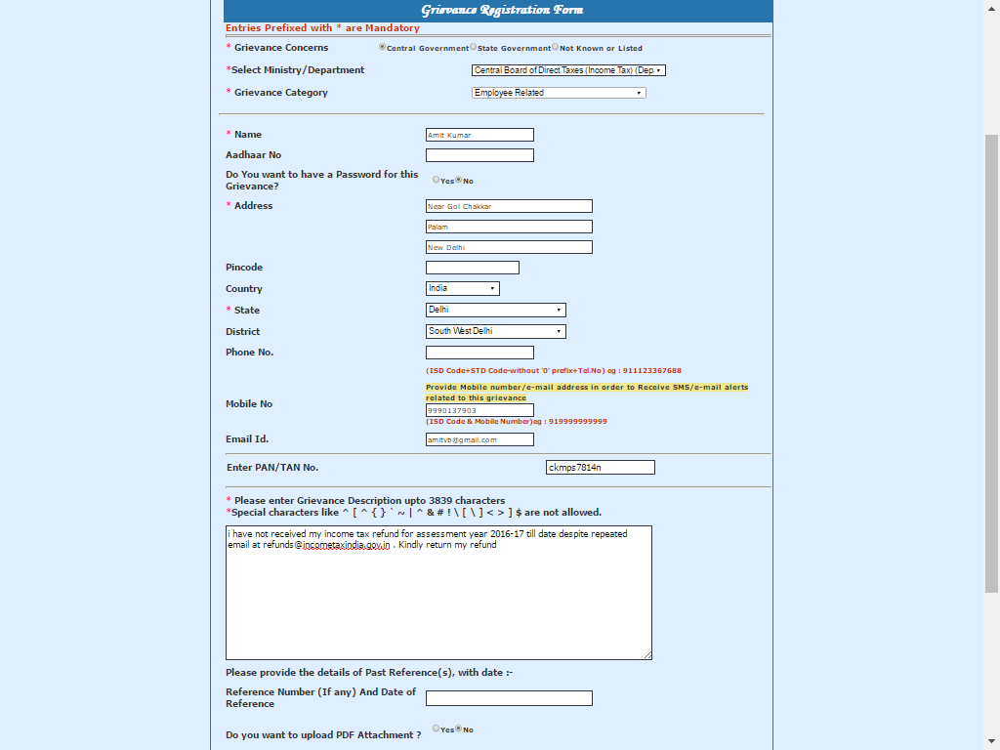 Grievance Registration Form
Entries Prefixed with * are Mandatory
* Grievance Concerns Central Government State Government Not Known or Listed
*Select Ministry/Department Central Board of Direct Taxes (Income Tax) (Dep
* Grievance Category Employee Related
* Name Amit Kumar
Aadhaar No
Do You want to have a Password for this
Grievance? Yes No
* Address Near Gol Chakkar
Palam
New Delhi
Pincode
Country India
* State Delhi
District South West Delhi
Phone No.
(ISD Code+STD Code-without '0' prefix+Tel.No) eg : 911123367688
Provide Mobile number/e-mail address in order to Receive SMS/e-mail alerts
related to this grievance
Mobile No 9990137903
(ISD Code & Mobile Number)eg : 919999999999
Email Id. amitvb@gmail.com
Enter PAN/TAN No. ckmps7814n
* Please enter Grievance Description upto 3839 characters
*Special characters like ^ [ ^ { } ` ~ | ^ & # ! \ [ \ ] < > ] $ are not allowed.
i have not received my income tax refund for assessment year 2016-17 till date despite repeated
email at refunds@incometaxindia.gov.in . Kindly return my refund
Please provide the details of Past Reference(s), with date :-
Reference Number (If any) And Date of
Reference
Do you want to upload PDF Attachment ? Yes No